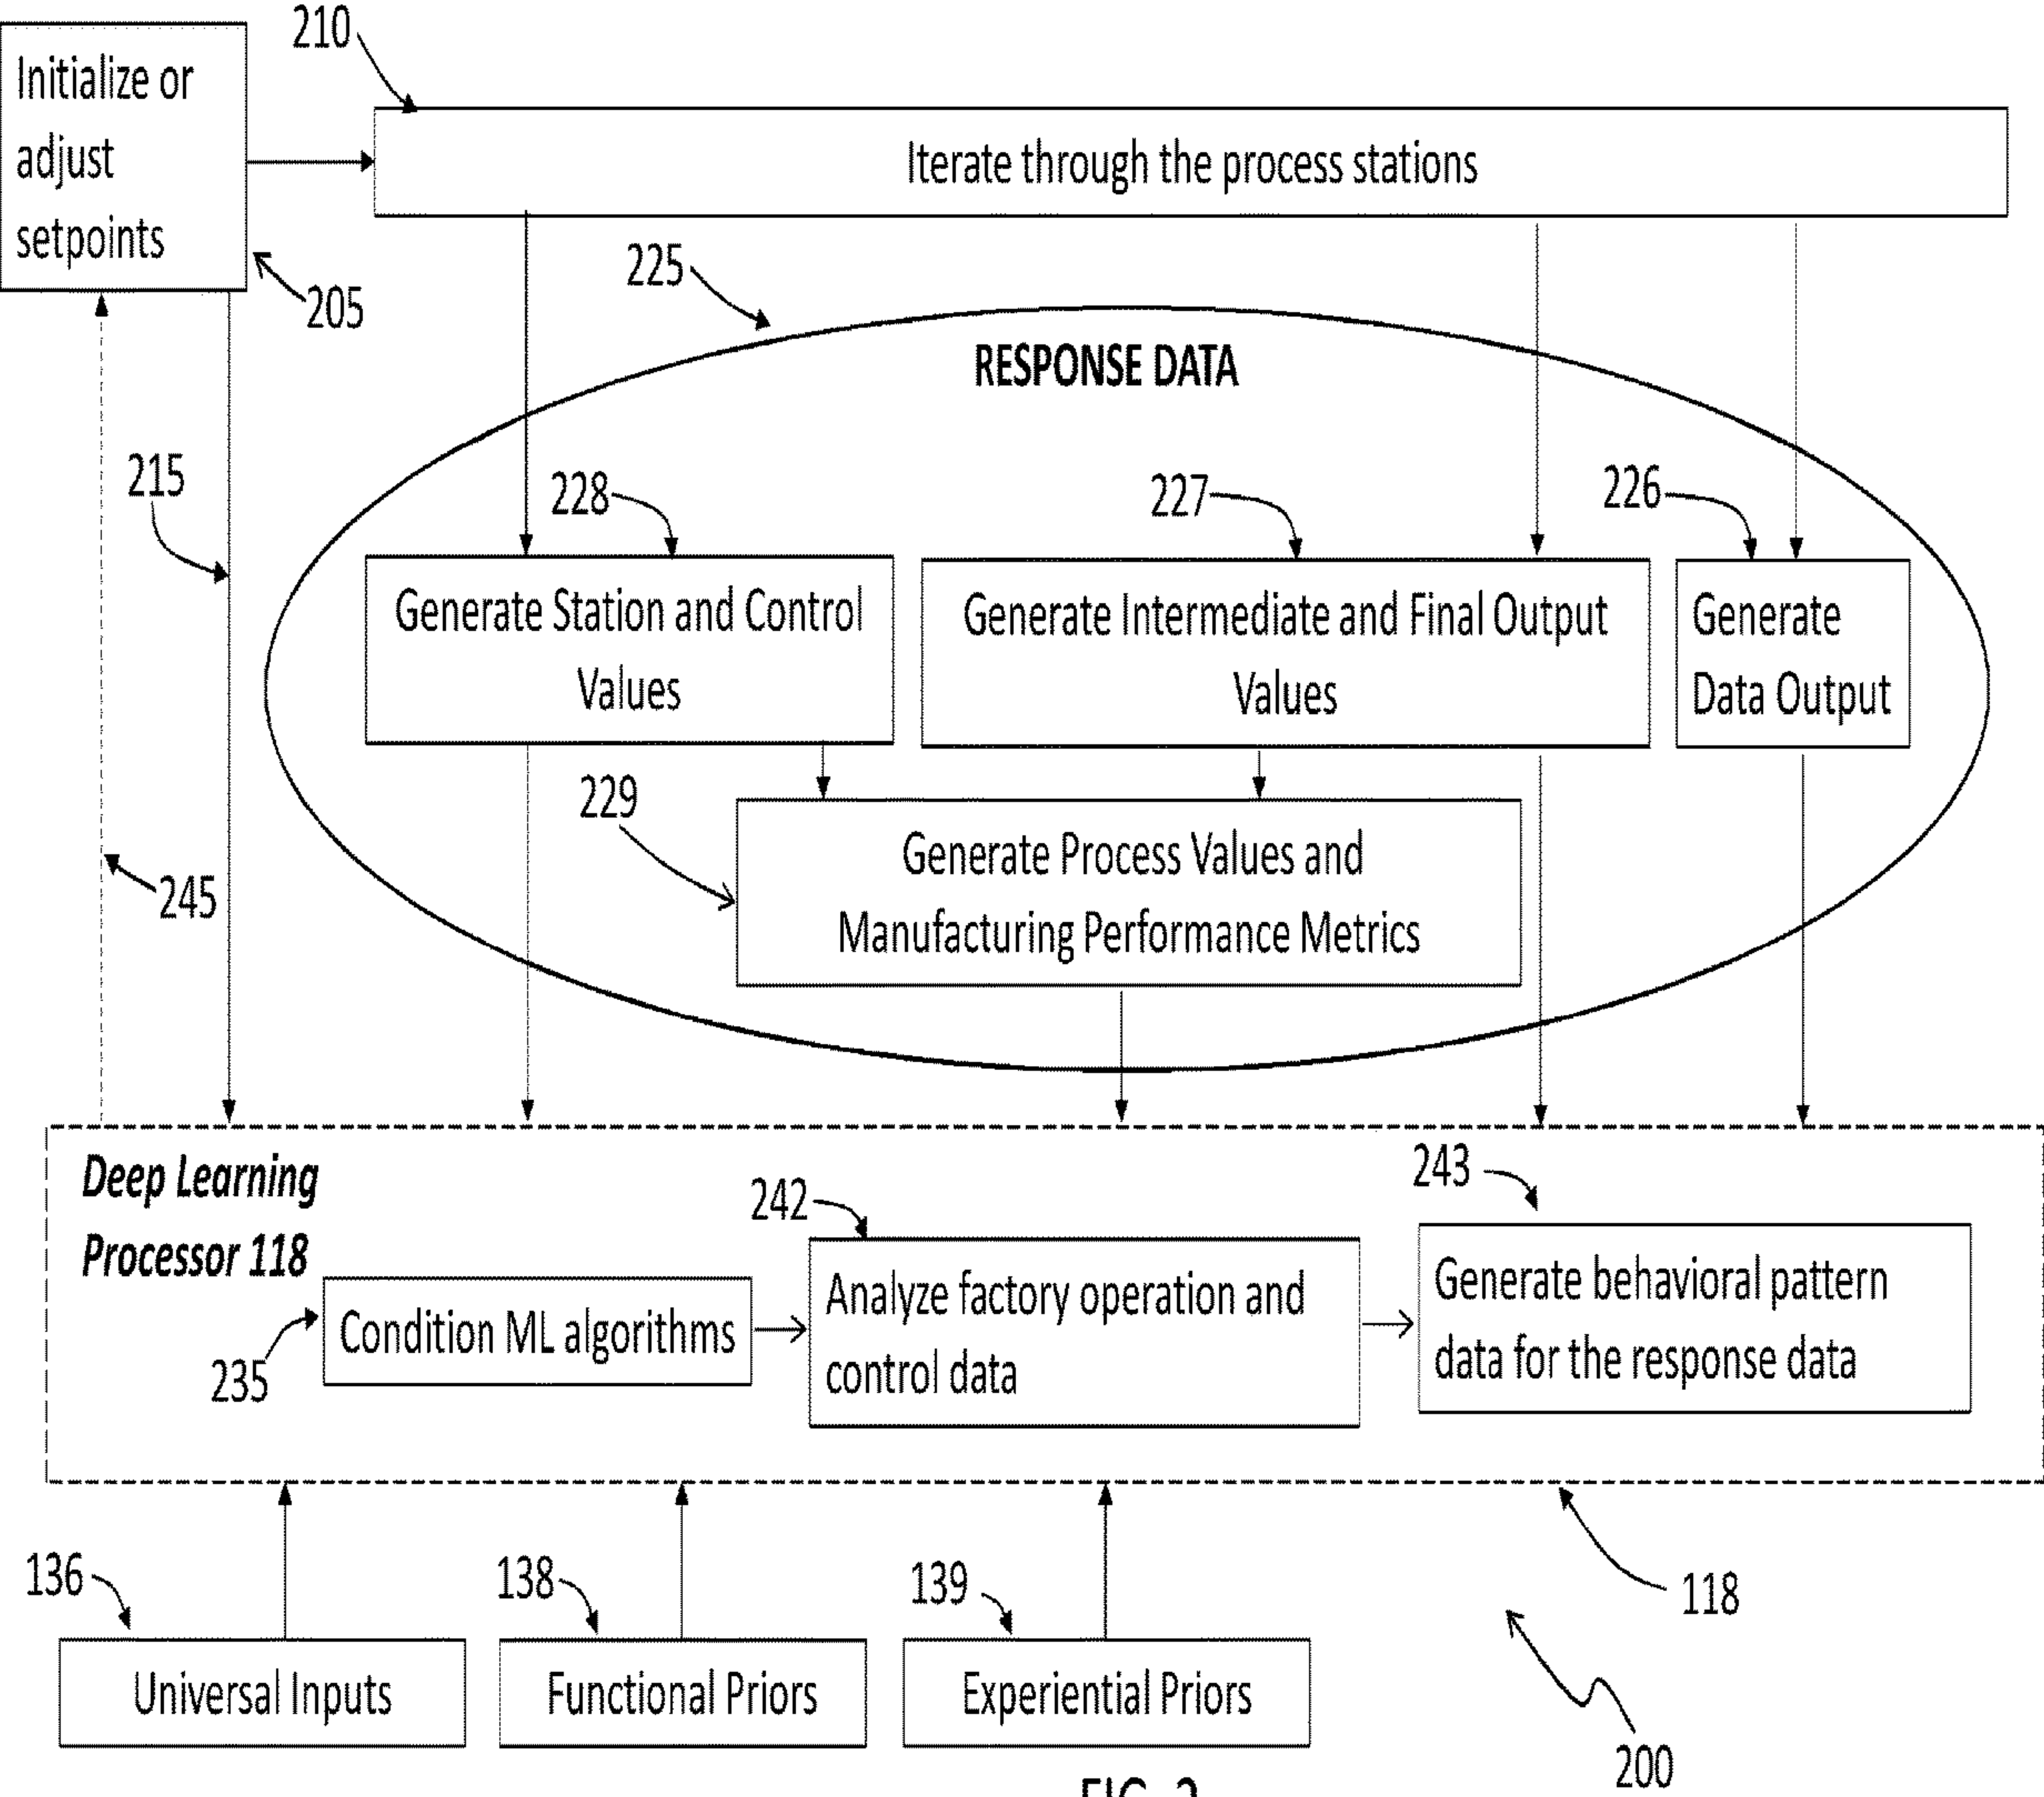 210
Initialize or
adjust
setpoints
Iterate through the process stations
205
225
RESPONSE DATA
215
228
227
226
Generate Station and Control
Values
Generate Intermediate and Final Output
Values
Generate
Data Output
229
245
Generate Process Values and
Manufacturing Performance Metrics
Deep Learning
Processor 118
243
242
235
Condition ML algorithms
Analyze factory operation and
control data
Generate behavioral pattern
data for the response data
136
138
139
118
Universal Inputs
Functional Priors
Experiential Priors
200